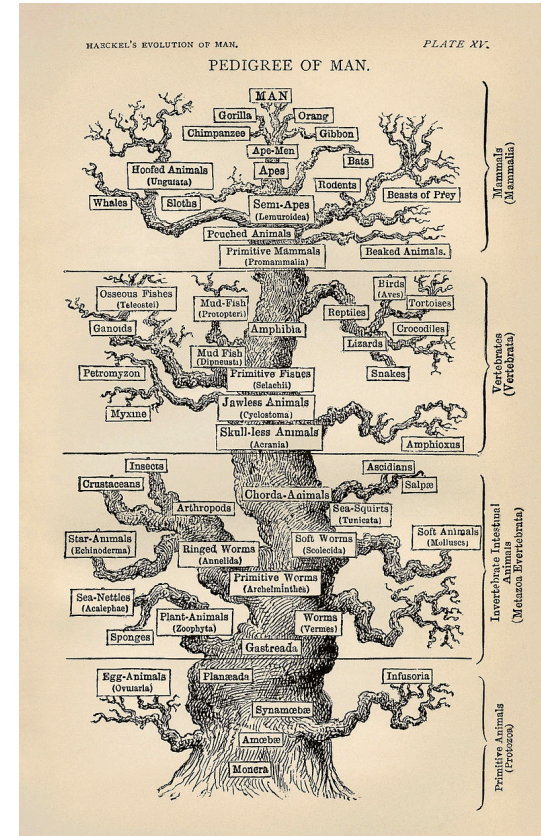 HAECKEL'S EVOLUTION OF MAN.
PLATE XV.
PEDIGREE OF MAN.
MAN
Gorilla
Orang
Chimpanzee
Gibbon
Ape-Men
Bats
Apes
Hoofed Animals
(Ungulata)
Rodents
Beasts of Prey
Whales
Sloths
Semi-Apes
(Lemuroidea)
Pouched Animals
Primitive Mammals
(Promammalia)
Beaked Animals.
Mammals
(Mammalia)
Osseous Fishes
(Teleostei)
Mud-Fish
(Protopteri)
Birds
(Aves)
Tortoises
Reptiles
Ganoids
Amphibia
Crocodiles
Lizards
Mud Fish
(Dipneusti)
Petromyzon
Primitive Fishes
(Selachii)
Snakes
Jawless Animals
(Cyclostoma)
Myxine
Skull-less Animals
(Acrania)
Amphioxus
Vertebrates
(Vertebrata)
Insects
Ascidians
Crustaceans
Salpæ
Chorda-Animals
Arthropods
Sea-Squirts
(Tunicata)
Star-Animals
(Echinoderma)
Ringed Worms
(Annelida)
Soft Worms
(Scolecida)
Soft Animals
(Molluscs)
Primitive Worms
(Archelminthes)
Sea-Nettles
(Acalephae)
Plant-Animals
(Zoophyta)
Worms
(Vermes)
Sponges
Gastreada
Invertebrate Intestinal
Animals
(Metazoa Evertebrata)
Egg-Animals
(Ovularia)
Planæada
Infusoria
Synamœbæ
Amœbæ
Monera
Primitive Animals
(Protozoa)